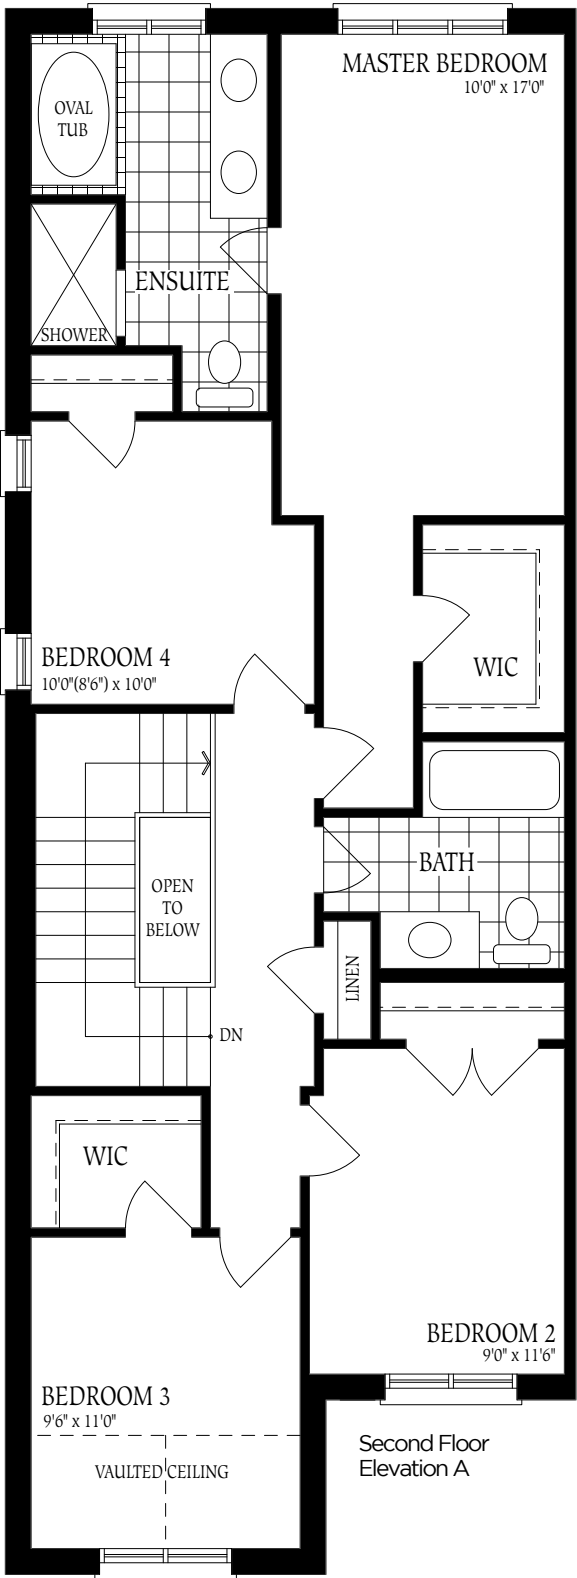 MASTER BEDROOM
10'0" x 17'0"
OVAL
TUB
ENSUITE
SHOWER
BEDROOM 4
10'0"(8'6") x 10'0"
WIC
BATH
OPEN
TO
BELOW
LINEN
DN
WIC
BEDROOM 2
9'0" x 11'6"
BEDROOM 3
9'6" x 11'0"
VAULTED CEILING
Second Floor
Elevation A